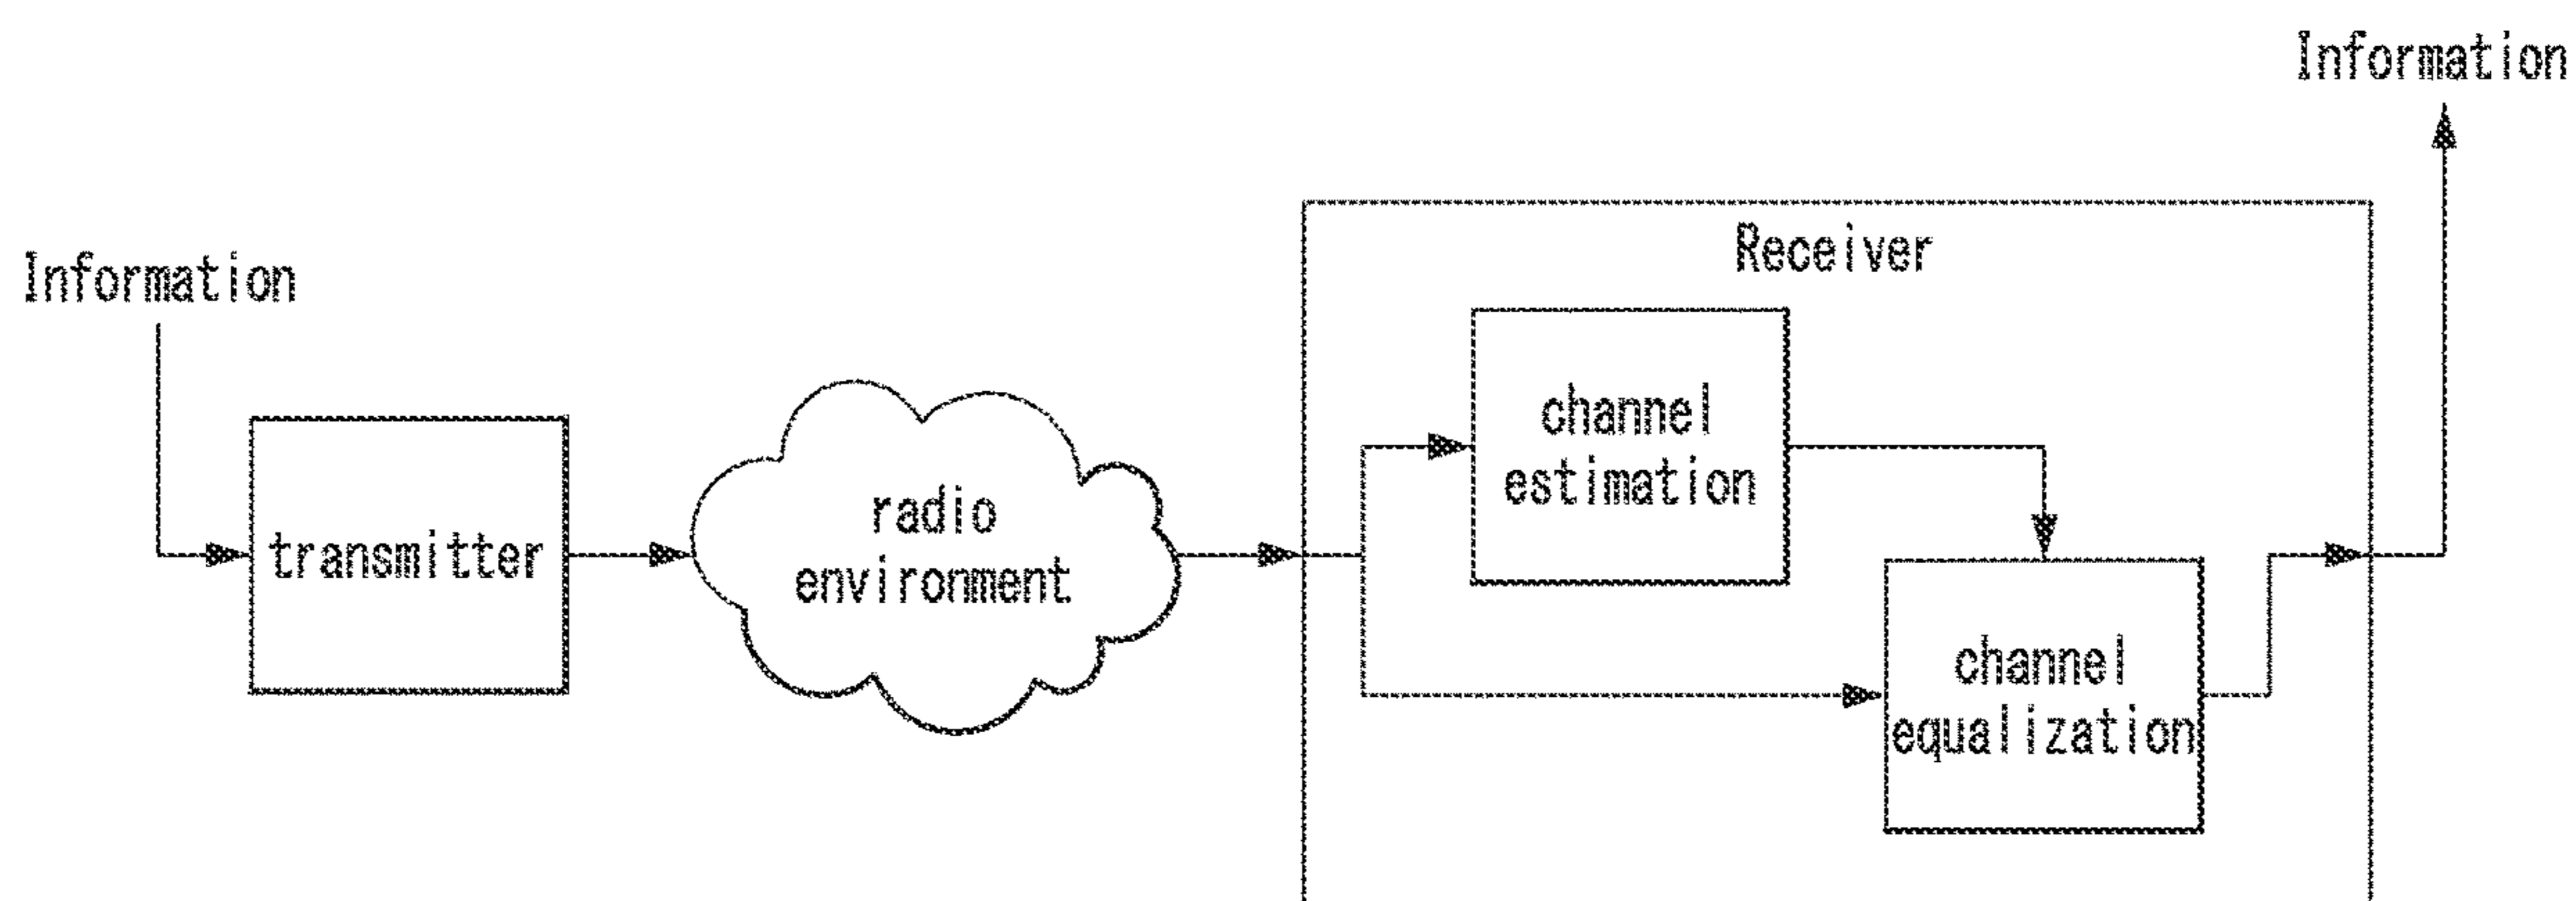 Information
Receiver
Information
channel
estimation
radio
environment
transmitter
channel
equalization